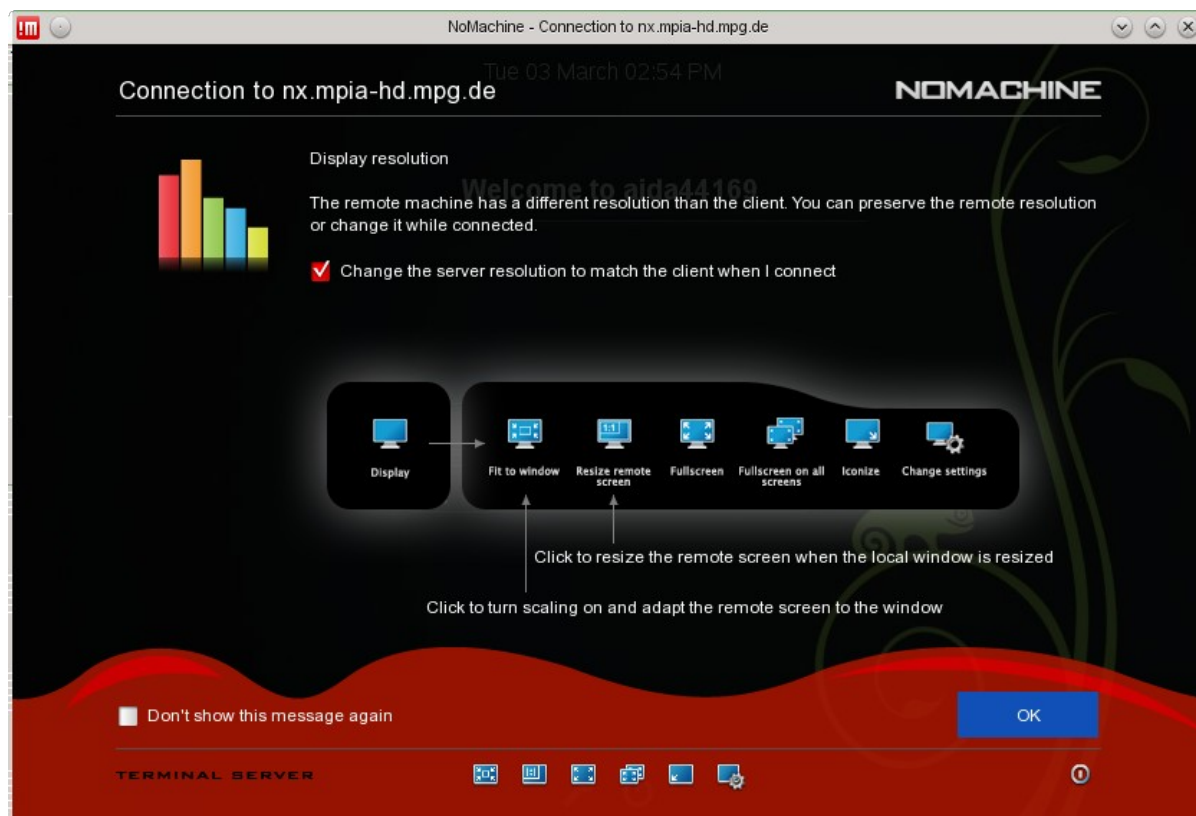 NoMachine - Connection to nx.mpia-hd.mpg.de
Tue 03 March 02:54 PM
Connection to nx.mpia-hd.mpg.de
NOMACHINE
Display resolution
Welcome to aida44169
The remote machine has a different resolution than the client. You can preserve the remote resolution
or change it while connected.
Change the server resolution to match the client when I connect
Display
Fit to window
Resize remote
screen
Fullscreen
Fullscreen on all
screens
Iconize
Change settings
Click to resize the remote screen when the local window is resized
Click to turn scaling on and adapt the remote screen to the window
Don't show this message again
OK
TERMINAL SERVER